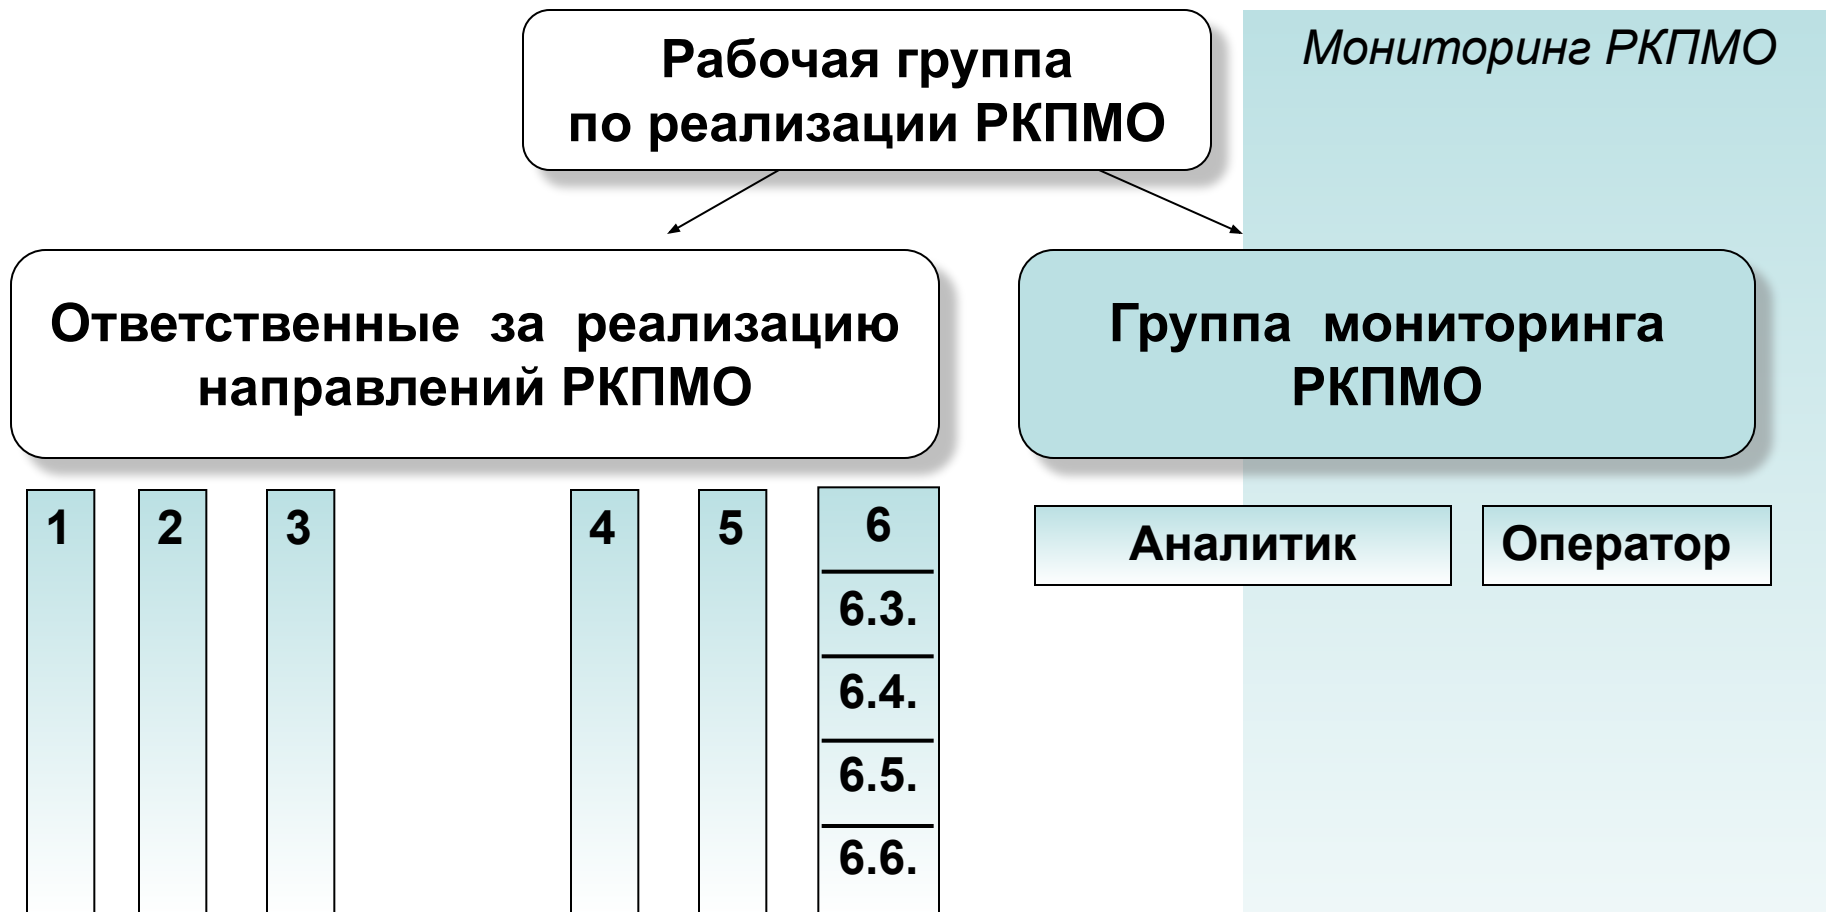 Рабочая группа
по реализации РКПМО
Мониторинг РКПМО
Ответственные за реализацию
направлений РКПМО
Группа мониторинга
РКПМО
1
2
3
4
5
6
6.3.
6.4.
6.5.
6.6.
Аналитик
Оператор